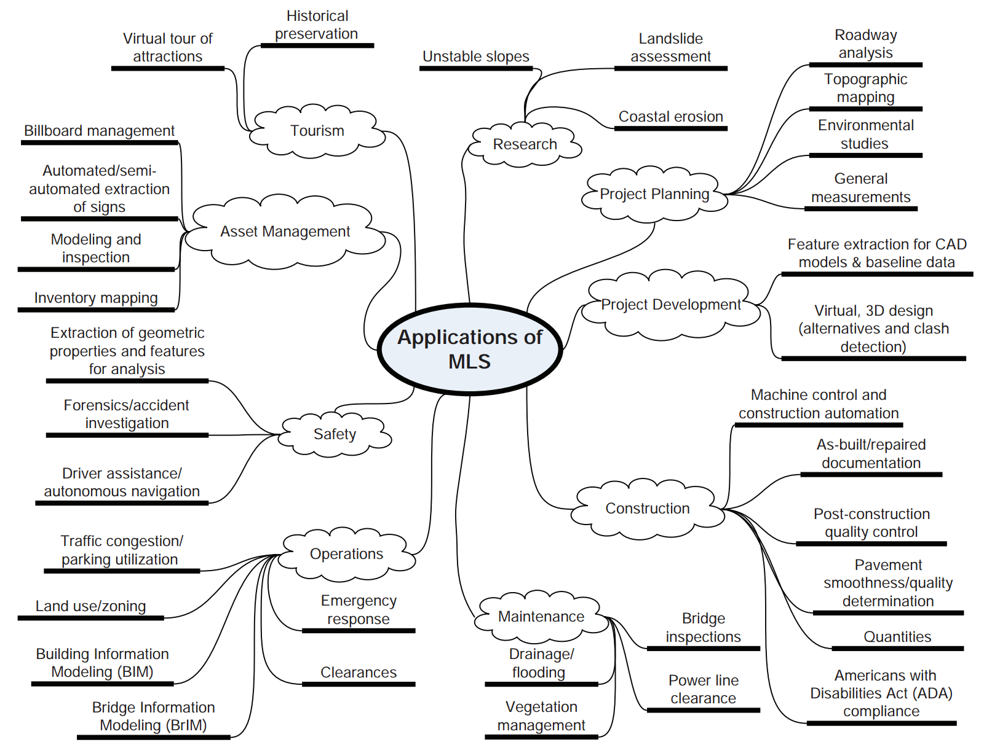 Historical
preservation
Virtual tour of
attractions
Tourism
Billboard management
Automated/semi-
automated extraction
of signs
Modeling and
inspection
Inventory mapping
Asset Management
Unstable slopes
Landslide
assessment
Coastal erosion
Research
Roadway
analysis
Topographic
mapping
Environmental
studies
General
measurements
Project Planning
Feature extraction for CAD
models & baseline data
Virtual, 3D design
(alternatives and clash
detection)
Project Development
Applications of
MLS
Extraction of geometric
properties and features
for analysis
Forensics/accident
investigation
Driver assistance/
autonomous navigation
Safety
Machine control and
construction automation
As-built/repaired
documentation
Post-construction
quality control
Pavement
smoothness/quality
determination
Quantities
Americans with
Disabilities Act (ADA)
compliance
Construction
Traffic congestion/
parking utilization
Land use/zoning
Building Information
Modeling (BIM)
Bridge Information
Modeling (BrIM)
Operations
Emergency
response
Clearances
Maintenance
Drainage/
flooding
Vegetation
management
Bridge
inspections
Power line
clearance